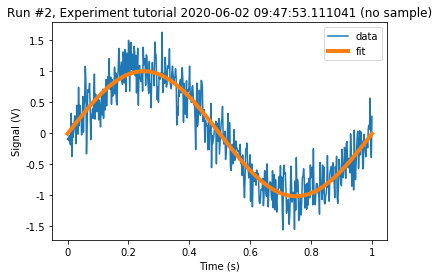 Run #2, Experiment tutorial 2020-06-02 09:47:53.111041 (no sample)
data
fit
Signal (V)
1.5
1
0.5
0
-0.5
-1
-1.5
0
0.2
0.4
0.6
0.8
1
Time (s)